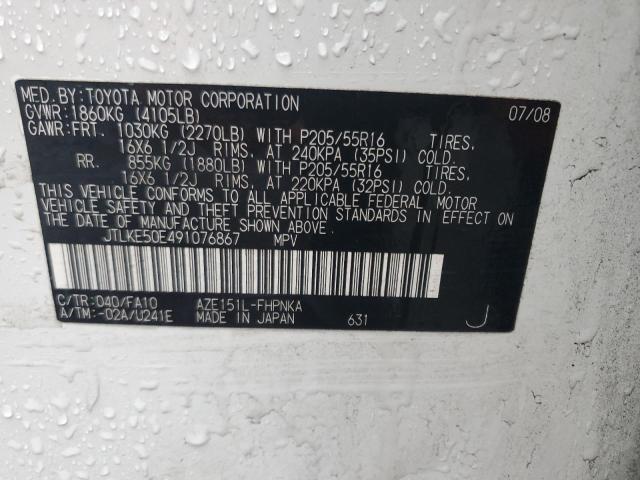 MED.BY:TOYOTA MOTOR CORPORATION 07/08
GVWR:1860KG (4105LB)
GAWR:FRT. 1030KG (2270LB) WITH P205/55R16 TIRES,
16X6 1/2J RIMS, AT 240KPA (35PSI) COLD.
RR. 855KG (1880LB) WITH P205/55R16 TIRES,
16X6 1/2J RIMS, AT 220KPA (32PSI) COLD.
THIS VEHICLE CONFORMS TO ALL APPLICABLE FEDERAL MOTOR
VEHICLE SAFETY AND THEFT PREVENTION STANDARDS IN EFFECT ON
THE DATE OF MANUFACTURE SHOWN ABOVE.
JTLKE50E491076867 MPV
C/TR:040/FA10 AZE151L-FHPNKA
A/TM:-02A/U241E MADE IN JAPAN 631 J